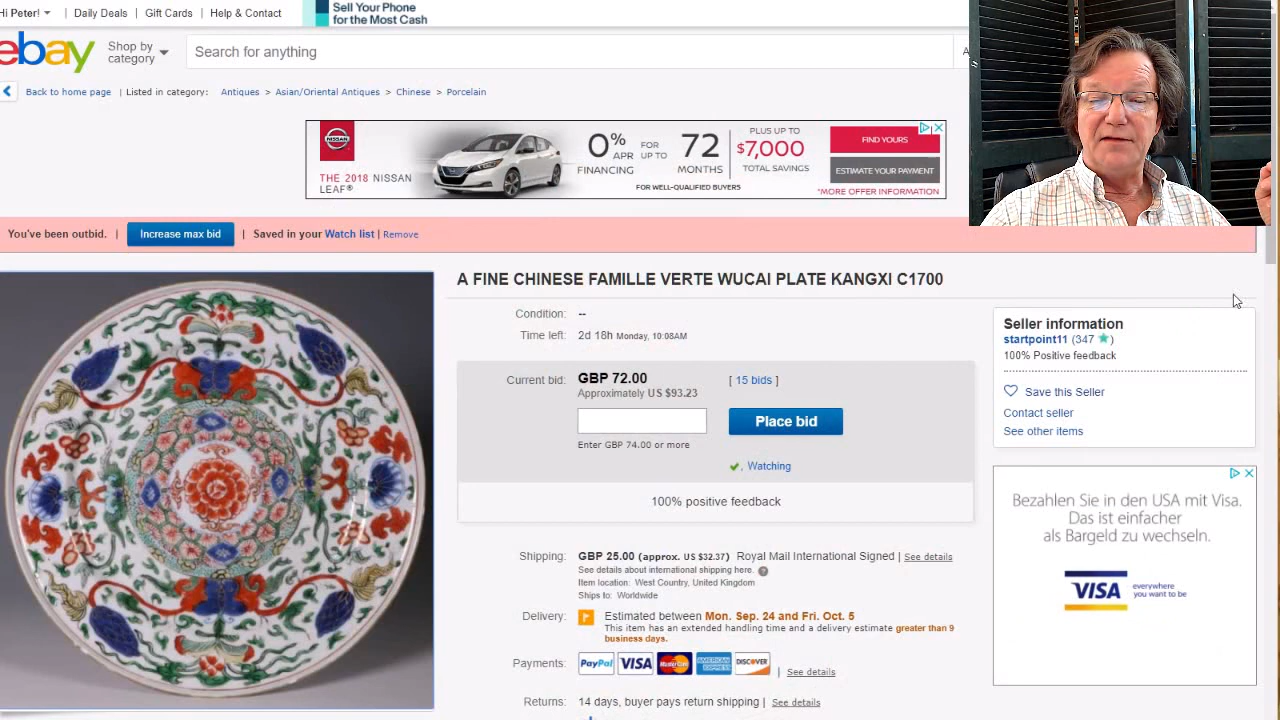 Hi Peter!
Daily Deals
Gift Cards
Help & Contact
Sell Your Phone
for the Most Cash
ebay
Shop by
category
Search for anything
A
Back to home page
| Listed in category:
Antiques > Asian/Oriental Antiques > Chinese > Porcelain
NISSAN
THE 2018 NISSAN
LEAF®
0% APR
FINANCING
FOR
UP TO
72
MONTHS
PLUS UP TO
$7,000
TOTAL SAVINGS
FOR WELL-QUALIFIED BUYERS
FIND YOURS
ESTIMATE YOUR PAYMENT
*MORE OFFER INFORMATION
You've been outbid. | Increase max bid | Saved in your Watch list | Remove
A FINE CHINESE FAMILLE VERTE WUCAI PLATE KANGXI C1700
Condition: --
Time left: 2d 18h Monday, 10:08AM
Current bid: GBP 72.00 [ 15 bids ]
Approximately US $93.23
Place bid
Enter GBP 74.00 or more
Watching
100% positive feedback
Shipping: GBP 25.00 (approx. US $32.37) Royal Mail International Signed | See details
See details about international shipping here. ?
Item location: West Country, United Kingdom
Ships to: Worldwide
Delivery: Estimated between Mon. Sep. 24 and Fri. Oct. 5
This item has an extended handling time and a delivery estimate greater than 9
business days.
Payments: PayPal VISA MasterCard AMERICAN EXPRESS DISCOVER | See details
Returns: 14 days, buyer pays return shipping | See details
Seller information
startpoint11 (347 )
100% Positive feedback
Save this Seller
Contact seller
See other items
Bezahlen Sie in den USA mit Visa.
Das ist einfacher
als Bargeld zu wechseln.
VISA
everywhere
you want to be